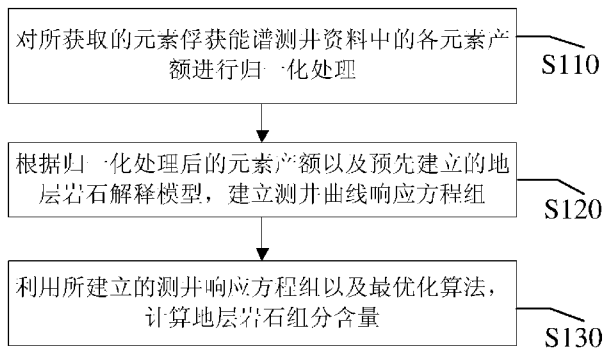 对所获取的元素俘获能谱测井资料中的各元素产
额进行归一化处理
S110
根据归一化处理后的元素产额以及预先建立的地
层岩石解释模型，建立测井曲线响应方程组
S120
利用所建立的测井响应方程组以及最优化算法，
计算地层岩石组分含量
S130